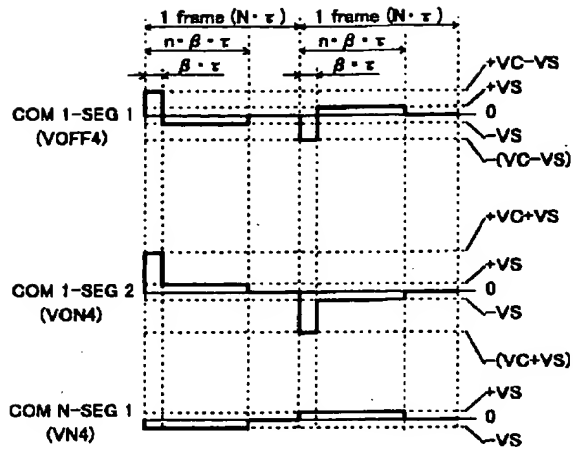 1 frame (N・τ) 1 frame (N・τ)
n・β・τ n・β・τ
β・τ β・τ
+VC−VS
+VS
COM 1−SEG 1 0
(VOFF4) −VS
−(VC−VS)
+VC+VS
+VS
COM 1−SEG 2 0
(VON4) −VS
−(VC+VS)
+VS
COM N−SEG 1 0
(VN4) −VS